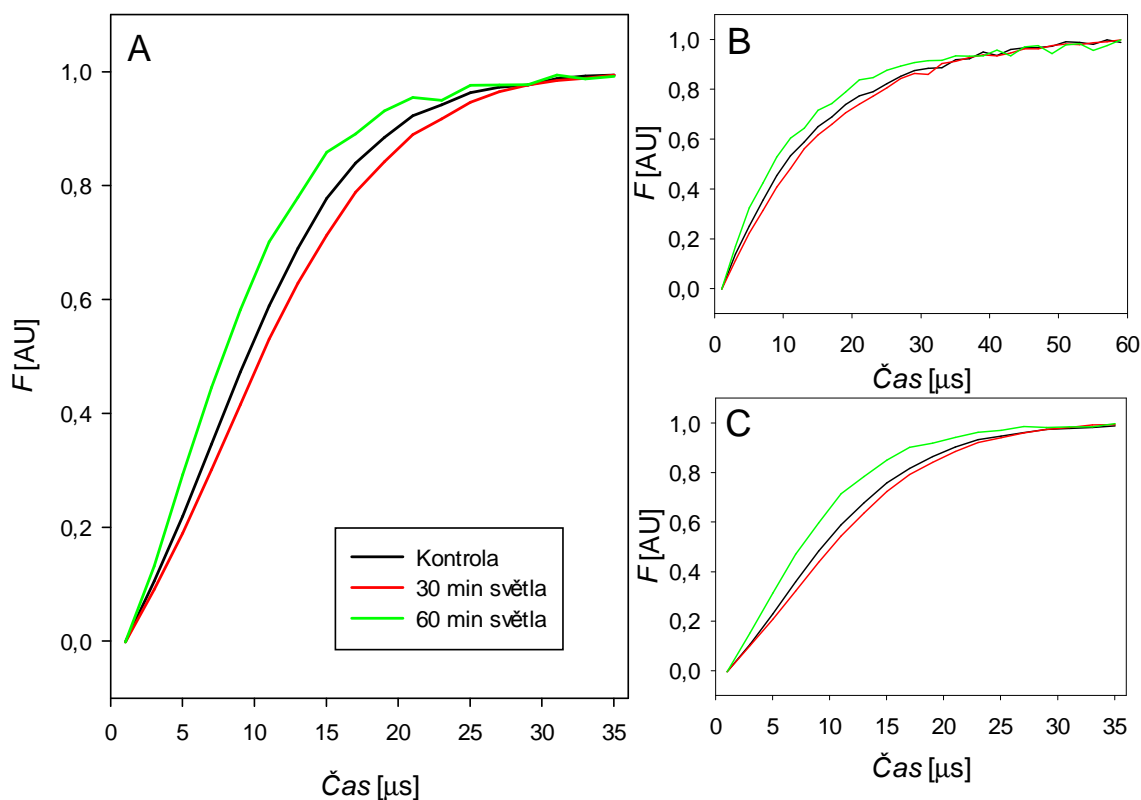 A
F [AU]
1,0
0,8
0,6
0,4
0,2
0,0
Kontrola
30 min světla
60 min světla
0 5 10 15 20 25 30 35
Čas [μs]
B
F [AU]
1,0
0,8
0,6
0,4
0,2
0,0
0 10 20 30 40 50 60
Čas [μs]
C
F [AU]
1,0
0,8
0,6
0,4
0,2
0,0
0 5 10 15 20 25 30 35
Čas [μs]